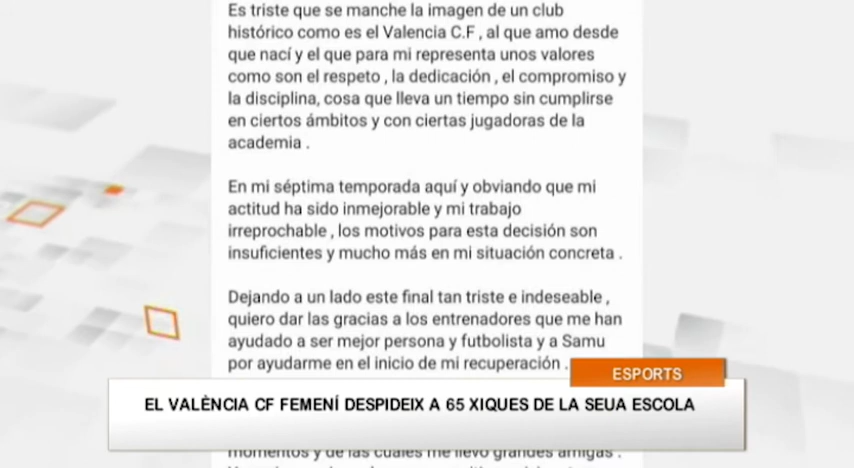 Es triste que se manche la imagen de un club
histórico como es el Valencia C.F , al que amo desde
que nací y el que para mi representa unos valores
como son el respeto , la dedicación , el compromiso y
la disciplina, cosa que lleva un tiempo sin cumplirse
en ciertos ámbitos y con ciertas jugadoras de la
academia .
En mi séptima temporada aquí y obviando que mi
actitud ha sido inmejorable y mi trabajo
irreprochable , los motivos para esta decisión son
insuficientes y mucho más en mi situación concreta .
Dejando a un lado este final tan triste e indeseable ,
quiero dar las gracias a los entrenadores que me han
ayudado a ser mejor persona y futbolista y a Samu
por ayudarme en el inicio de mi recuperación .
ESPORTS
EL VALÈNCIA CF FEMENÍ DESPIDEIX A 65 XIQUES DE LA SEUA ESCOLA
momentos y de las cuales me llevo grandes amigas .